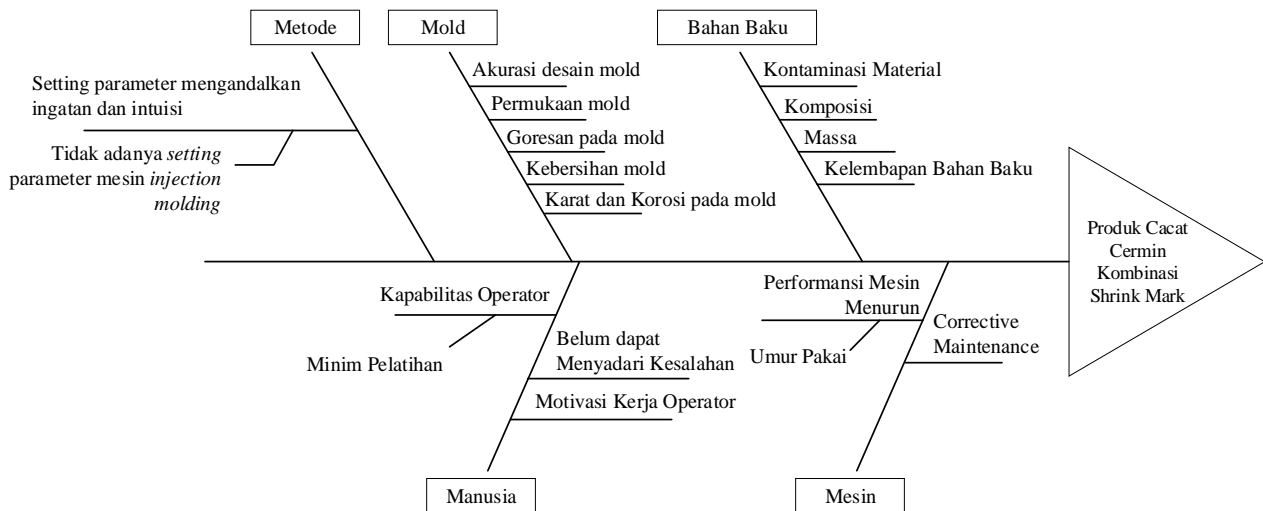 Metode
Mold
Bahan Baku
Setting parameter mengandalkan
ingatan dan intuisi
Tidak adanya setting
parameter mesin injection
molding
Akurasi desain mold
Permukaan mold
Goresan pada mold
Kebersihan mold
Karat dan Korosi pada mold
Kontaminasi Material
Komposisi
Massa
Kelembapan Bahan Baku
Produk Cacat
Cermin
Kombinasi
Shrink Mark
Kapabilitas Operator
Minim Pelatihan
Belum dapat
Menyadari Kesalahan
Motivasi Kerja Operator
Performansi Mesin
Menurun
Umur Pakai
Corrective
Maintenance
Manusia
Mesin